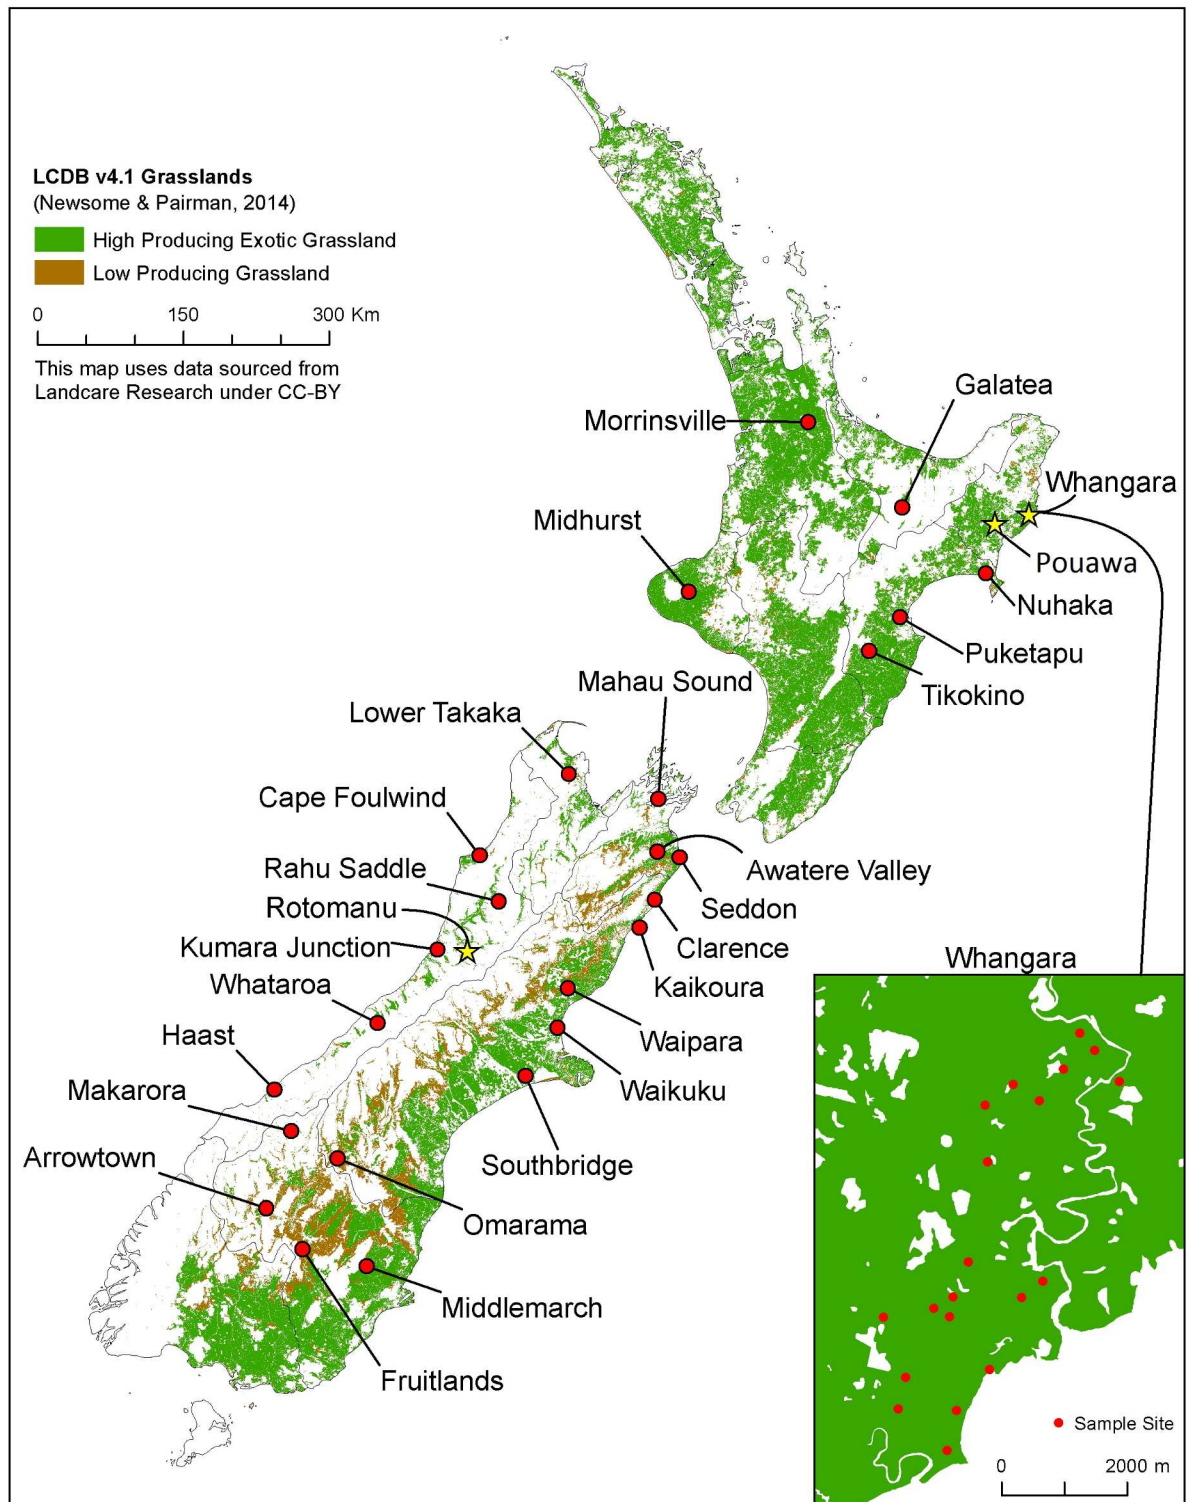 LCDB v4.1 Grasslands
(Newsome & Pairman, 2014)
High Producing Exotic Grassland
Low Producing Grassland
0 150 300 Km
This map uses data sourced from
Landcare Research under CC-BY
Galatea
Morrinsville
Whangara
Midhurst
Pouawa
Nuhaka
Puketapu
Mahau Sound
Tikokino
Lower Takaka
Cape Foulwind
Rahu Saddle
Awatere Valley
Rotomanu
Seddon
Kumara Junction
Clarence
Whataroa
Kaikoura
Whangara
Haast
Waipara
Makarora
Waikuku
Arrowtown
Southbridge
Omarama
Middlemarch
Fruitlands
Sample Site
0 2000 m